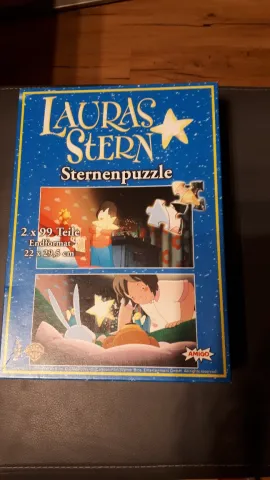 LAURAS
STERN
Sternenpuzzle
2 x 99 Teile
Endformat:
22 x 29,5 cm
AMIGO